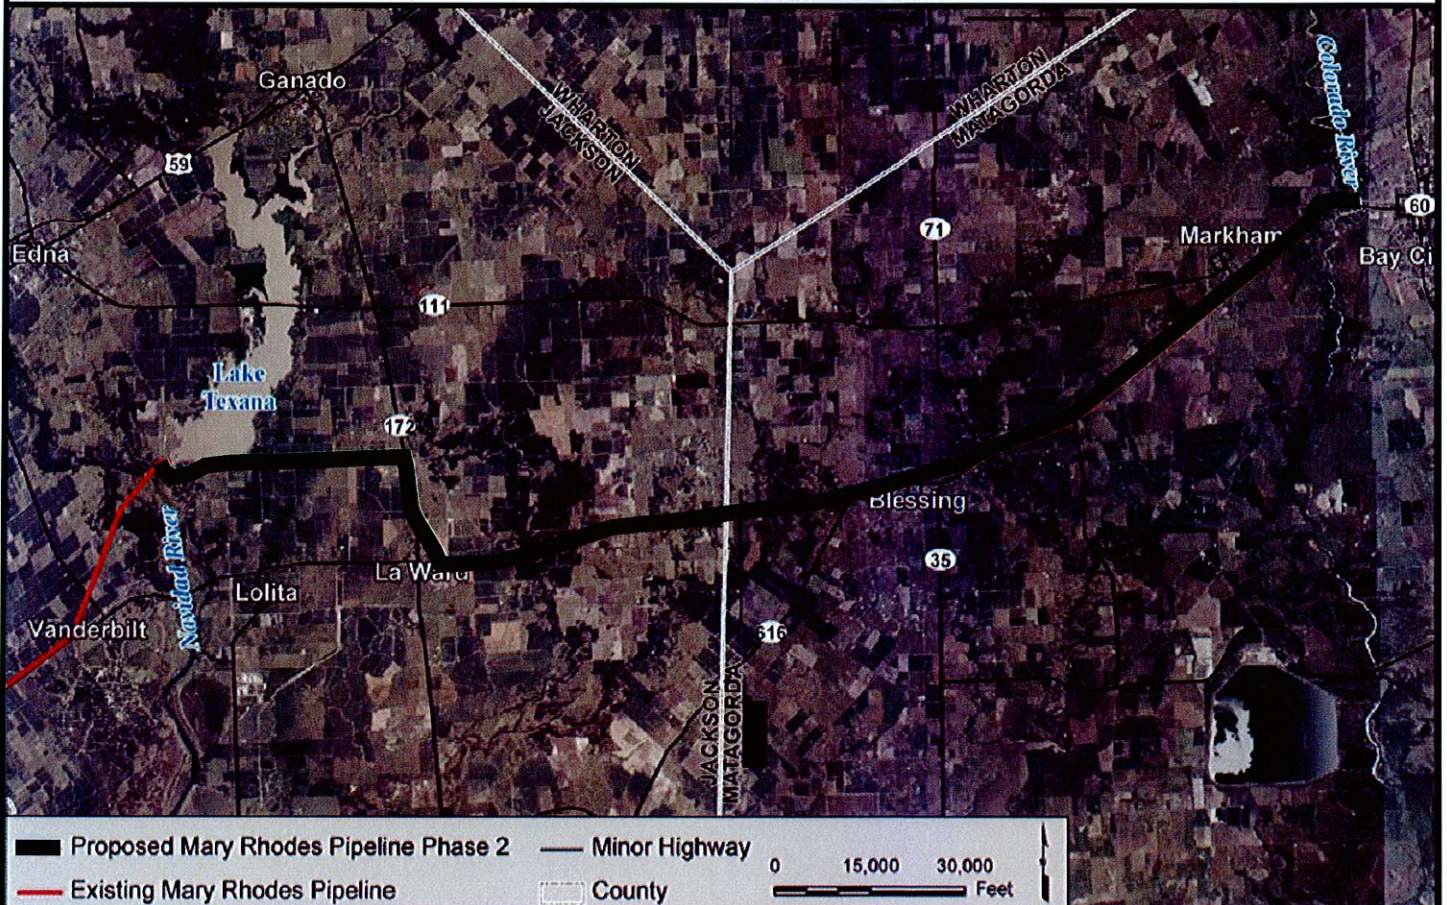 Ganado
WHARTON
JACKSON
WHARTON
MATAGORDA
Colorado River
59
71
60
Markham
Edna
Bay Ci
111
Lake
Texana
172
Blessing
35
La Ward
Navidad River
Lolita
Vanderbilt
616
JACKSON
MATAGORDA
Proposed Mary Rhodes Pipeline Phase 2
Minor Highway
0 15,000 30,000
Feet
Existing Mary Rhodes Pipeline
County